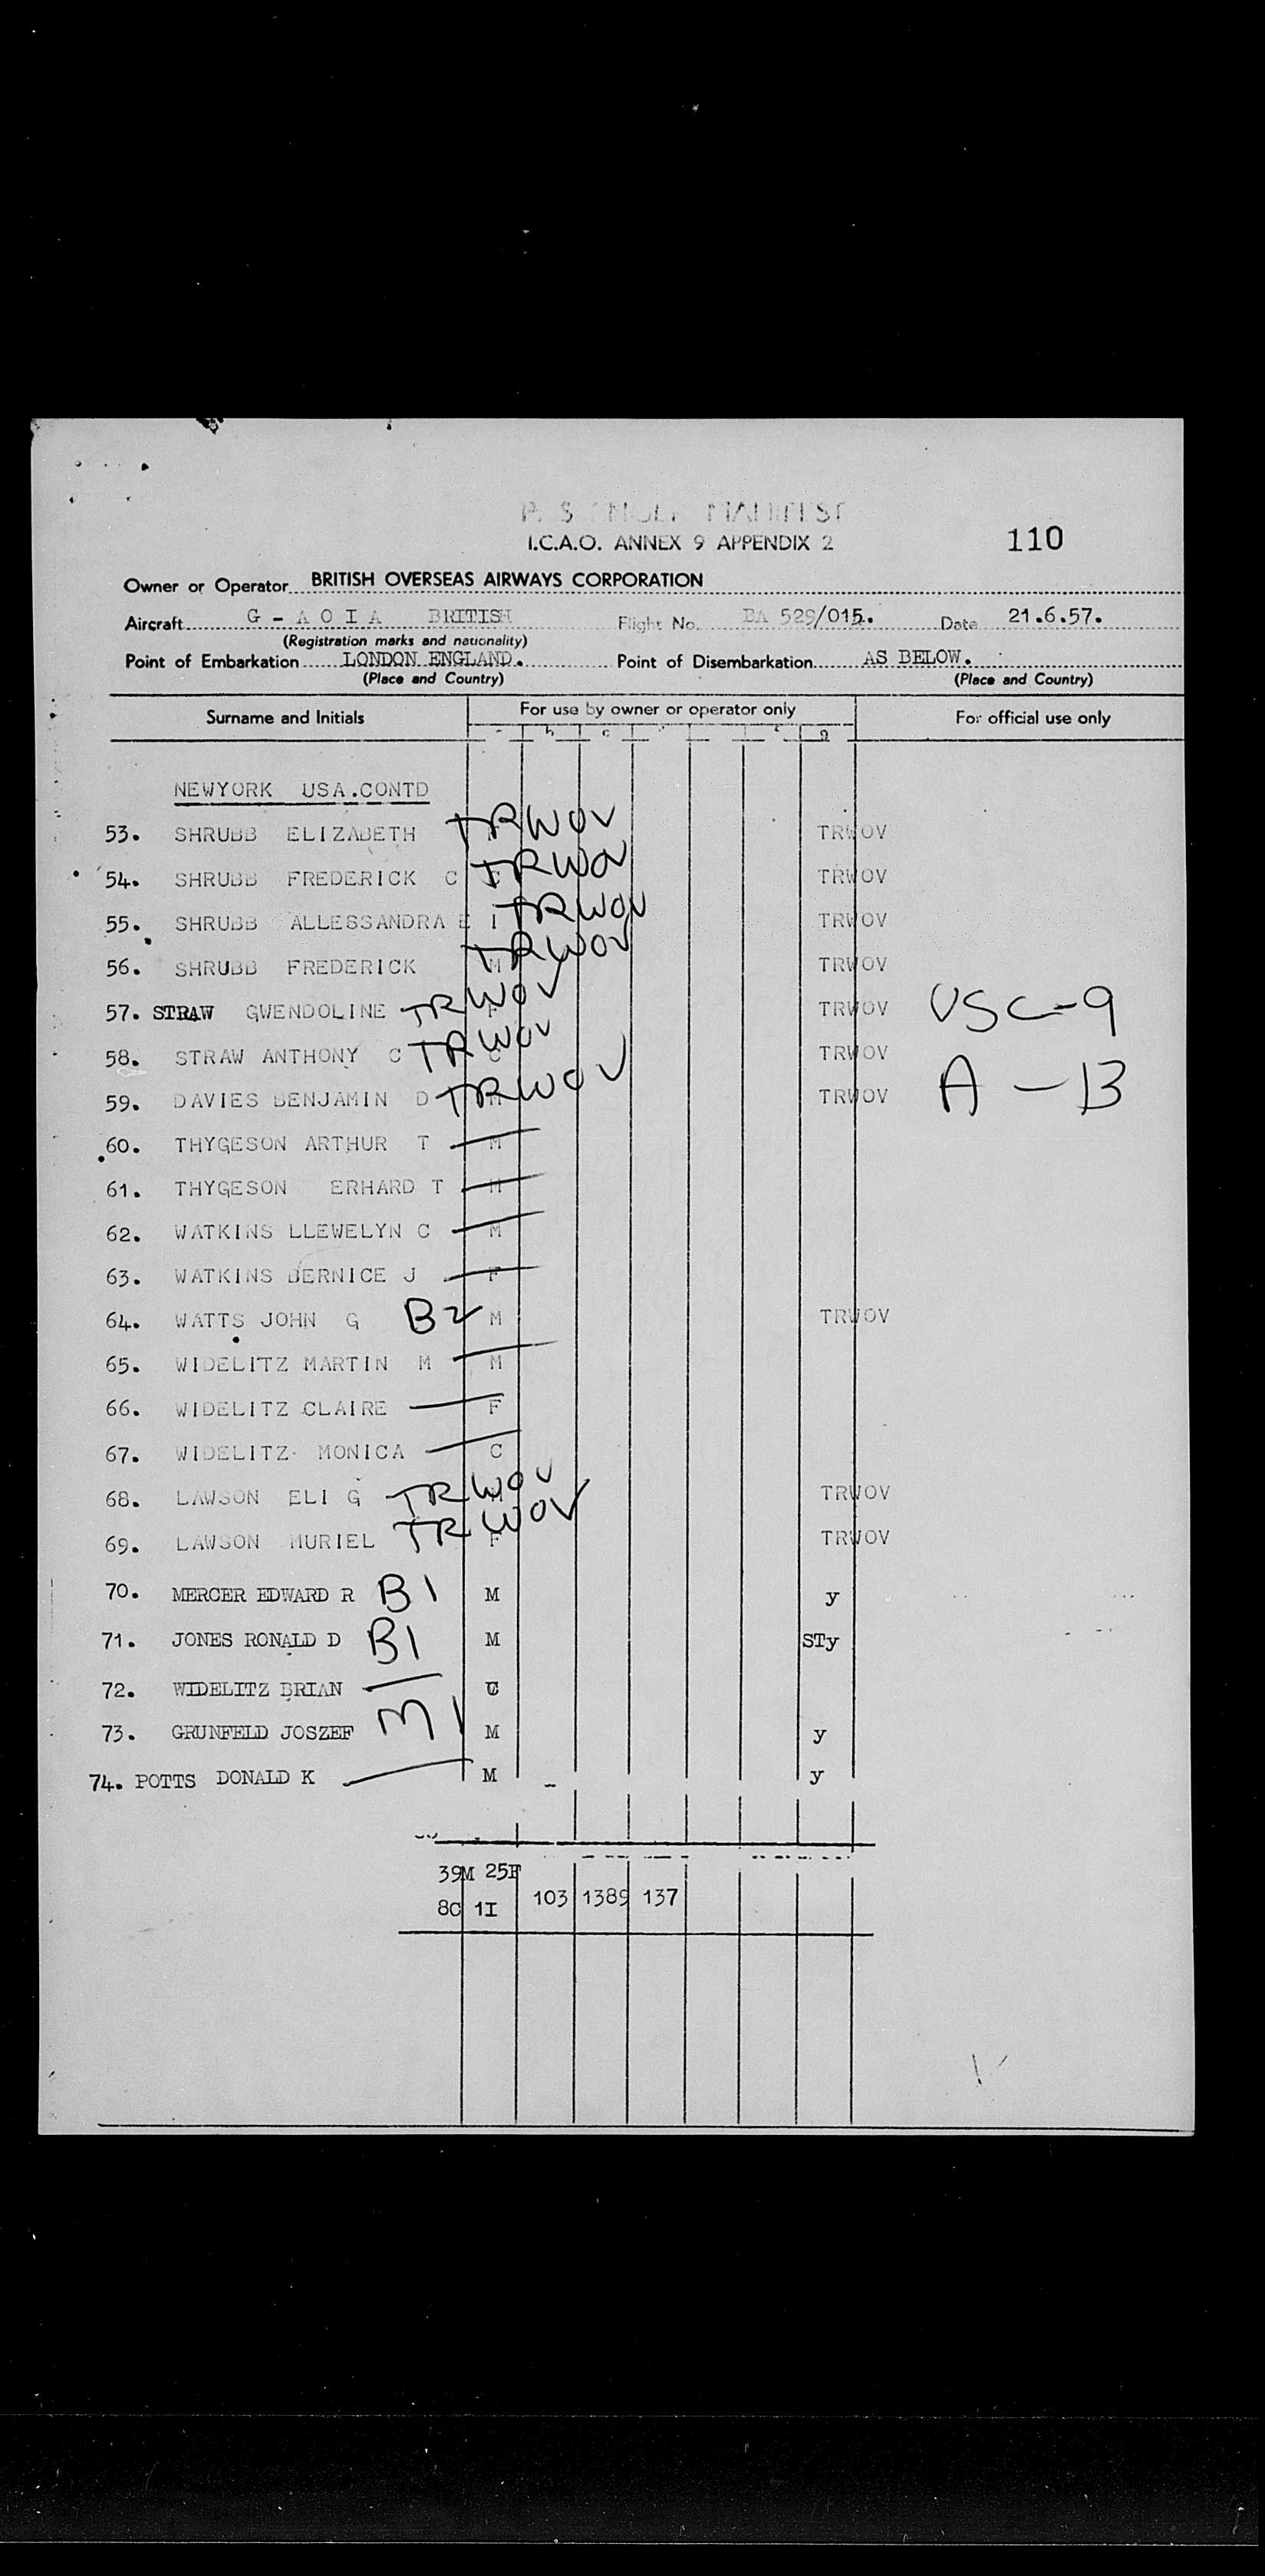 MANIFEST
I.C.A.O. ANNEX 9 APPENDIX 2 110
Owner or Operator BRITISH OVERSEAS AIRWAYS CORPORATION
Aircraft G - A O I A BRITISH Flight No. BA 529/015. Date 21.6.57.
(Registration marks and nationality)
Point of Embarkation LONDON ENGLAND. Point of Disembarkation AS BELOW.
(Place and Country) (Place and Country)
Surname and Initials For use by owner or operator only For official use only
b c g
NEWYORK USA.CONTD
53. SHRUBB ELIZABETH TRWOV TRWOV
54. SHRUBB FREDERICK C TRWOV TRWOV
55. SHRUBB ALLESSANDRA E I TRWOV TRWOV
56. SHRUBB FREDERICK M TRWOV TRWOV
57. STRAW GWENDOLINE TRWOV F TRWOV USC-9
58. STRAW ANTHONY C TRWOV C TRWOV
59. DAVIES BENJAMIN D TRWOV M TRWOV A - B
60. THYGESON ARTHUR T M
61. THYGESON ERHARD T M
62. WATKINS LLEWELYN C M
63. WATKINS BERNICE J F
64. WATTS JOHN G B2 M TRWOV
65. WIDELITZ MARTIN M M
66. WIDELITZ CLAIRE F
67. WIDELITZ MONICA C
68. LAWSON ELI G TRWOV TRWOV
69. LAWSON MURIEL TRWOV F TRWOV
70. MERCER EDWARD R B1 M y
71. JONES RONALD D B1 M STy
72. WIDELITZ BRIAN C
73. GRUNFELD JOSZEF M1 M y
74. POTTS DONALD K M y
39M 25F
8C 1I 103 1389 137